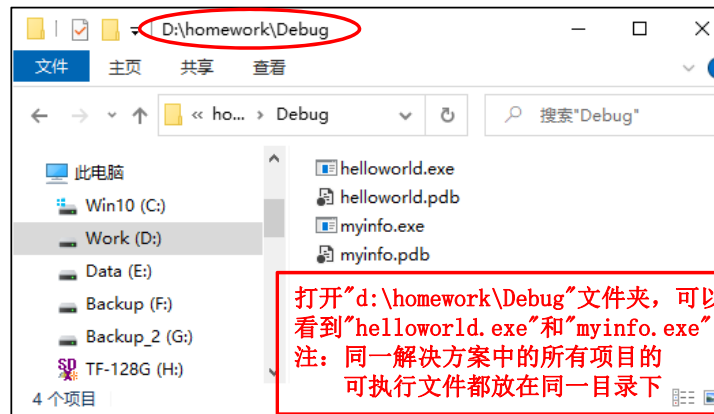 D:\homework\Debug
文件 主页 共享 查看
« ho... › Debug
搜索"Debug"
此电脑
Win10 (C:)
Work (D:)
Data (E:)
Backup (F:)
Backup_2 (G:)
TF-128G (H:)
helloworld.exe
helloworld.pdb
myinfo.exe
myinfo.pdb
打开"d:\homework\Debug"文件夹，可以
看到"helloworld.exe"和"myinfo.exe"
注：同一解决方案中的所有项目的
可执行文件都放在同一目录下
4 个项目